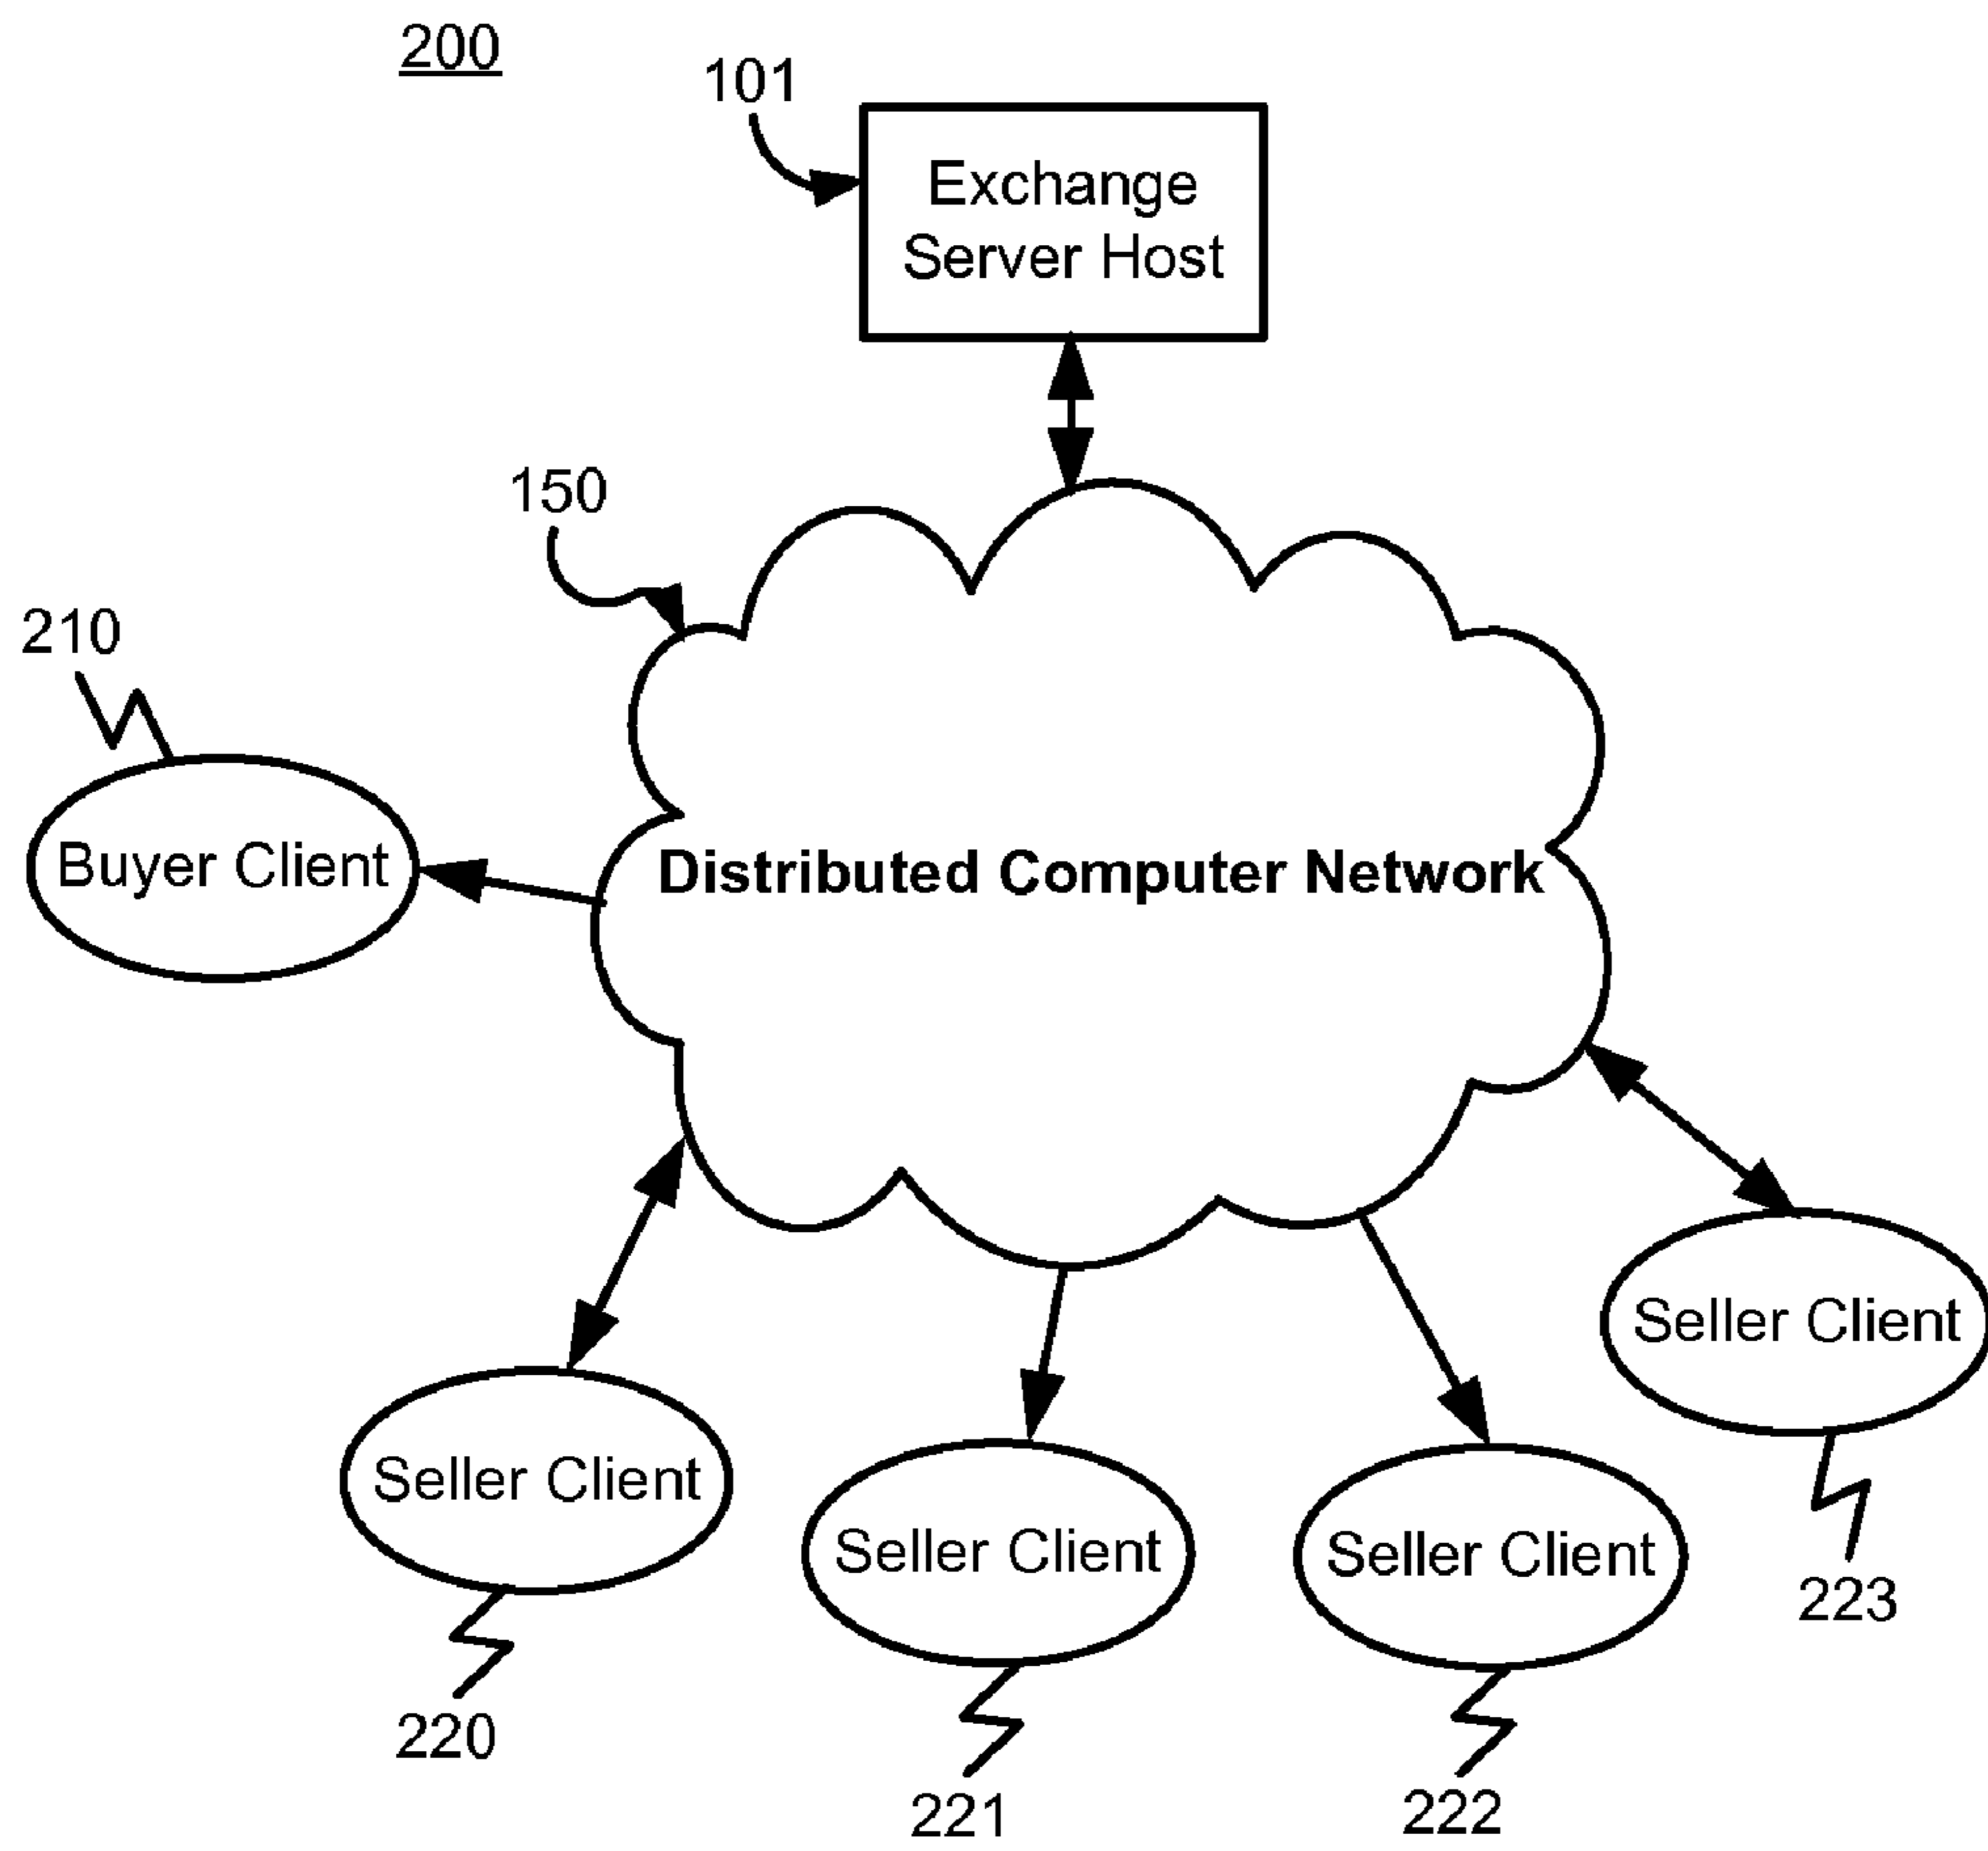 200
101
Exchange
Server Host
150
210
Buyer Client
Distributed Computer Network
Seller Client
Seller Client
Seller Client
Seller Client
223
220
221
222